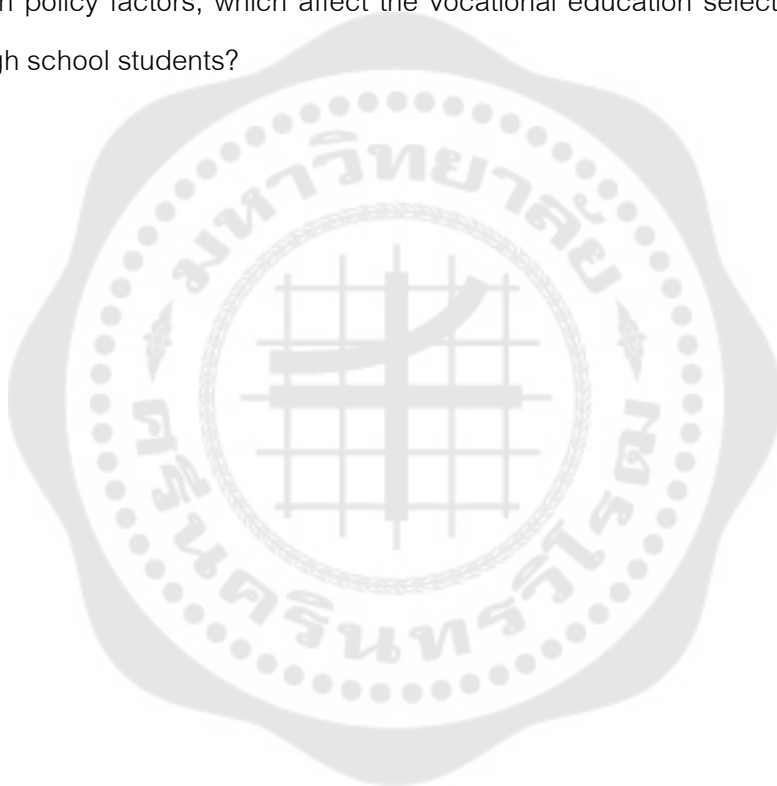 n policy factors, which affect the vocational education select
gh school students?
มหาวิทยาลัย
ศรีนครินทรวิโรฒ